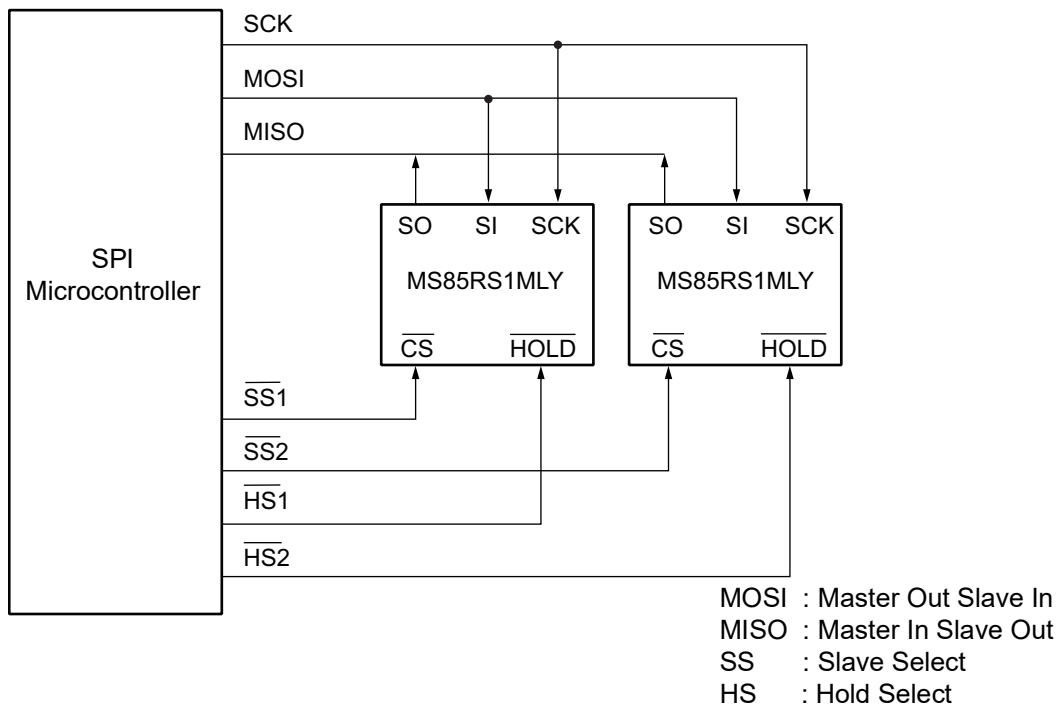 SCK
MOSI
MISO
SPI
Microcontroller
SO SI SCK
MS85RS1MLY
CS HOLD
SO SI SCK
MS85RS1MLY
CS HOLD
SS1
SS2
HS1
HS2
MOSI : Master Out Slave In
MISO : Master In Slave Out
SS : Slave Select
HS : Hold Select